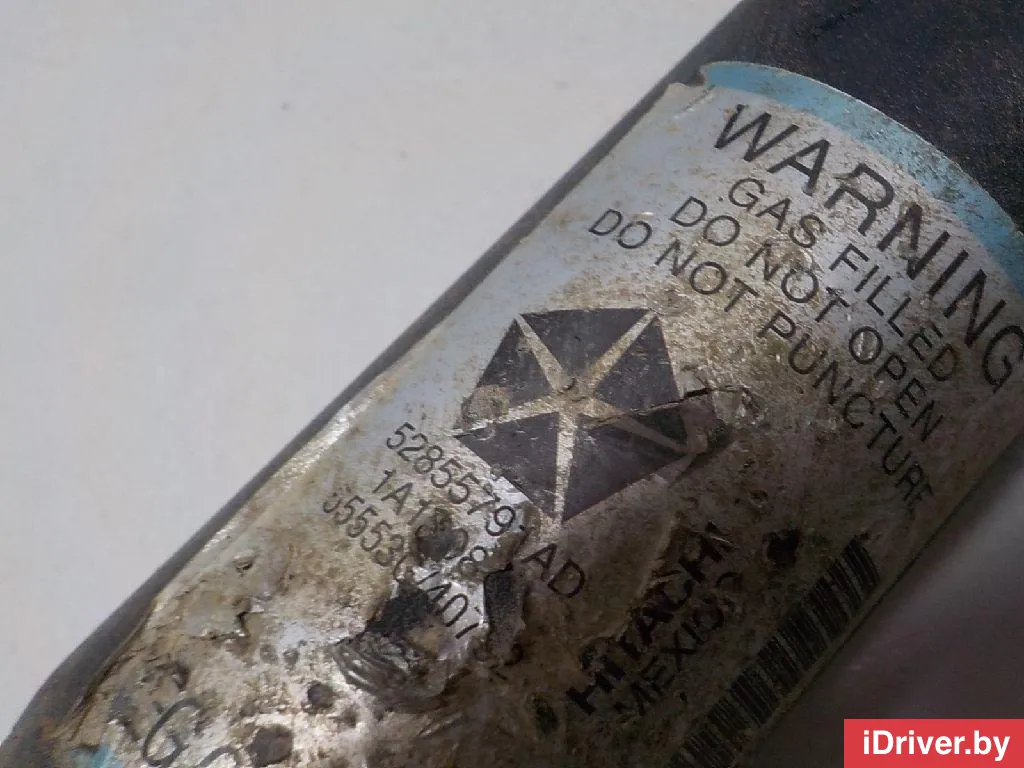 WARNING
GAS FILLED
DO NOT OPEN
DO NOT PUNCTURE
52855791AD
HITACHI
MEXICO
iDriver.by